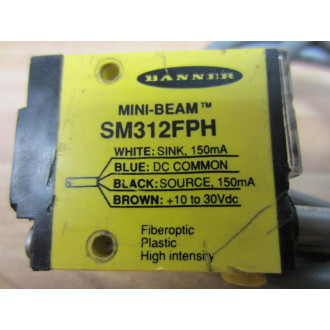 BANNER
MINI-BEAM™
SM312FPH
WHITE: SINK, 150mA
BLUE: DC COMMON
BLACK: SOURCE, 150mA
BROWN: +10 to 30Vdc
Fiberoptic
Plastic
High intensity